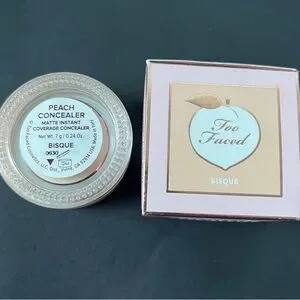 PEACH
CONCEALER
MATTE INSTANT
COVERAGE CONCEALER
Net Wt. 7 g / 0.24 Oz.
BISQUE
Too
Faced
BISQUE